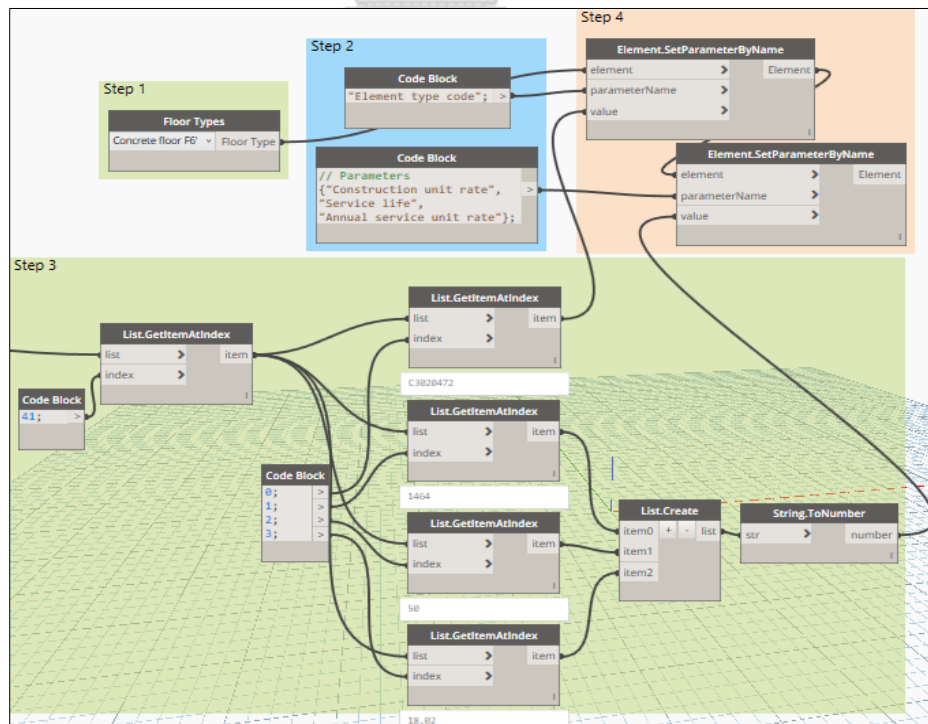 Step 1
Floor Types
Concrete floor F6'
Floor Type
Step 2
Code Block
"Element type code";
>
Code Block
// Parameters
{"Construction unit rate",
"Service life",
"Annual service unit rate"};
>
Step 4
Element.SetParameterByName
element > Element
parameterName >
value >
Element.SetParameterByName
element > Element
parameterName >
value >
Step 3
List.GetItemAtIndex
list > item
index >
Code Block
41; >
List.GetItemAtIndex
list > item
index >
C3020472
List.GetItemAtIndex
list > item
index >
1464
Code Block
0; >
1; >
2; >
3; >
List.GetItemAtIndex
list > item
index >
50
List.GetItemAtIndex
list > item
index >
18.02
List.Create
item0 + - list
item1
item2
String.ToNumber
str > number